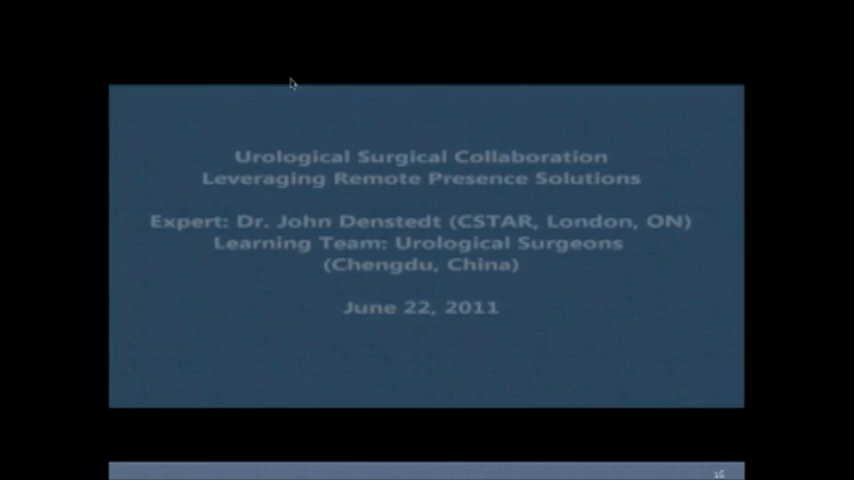 Urological Surgical Collaboration
Leveraging Remote Presence Solutions
Expert: Dr. John Denstedt (CSTAR, London, ON)
Learning Team: Urological Surgeons
(Chengdu, China)
June 22, 2011
16